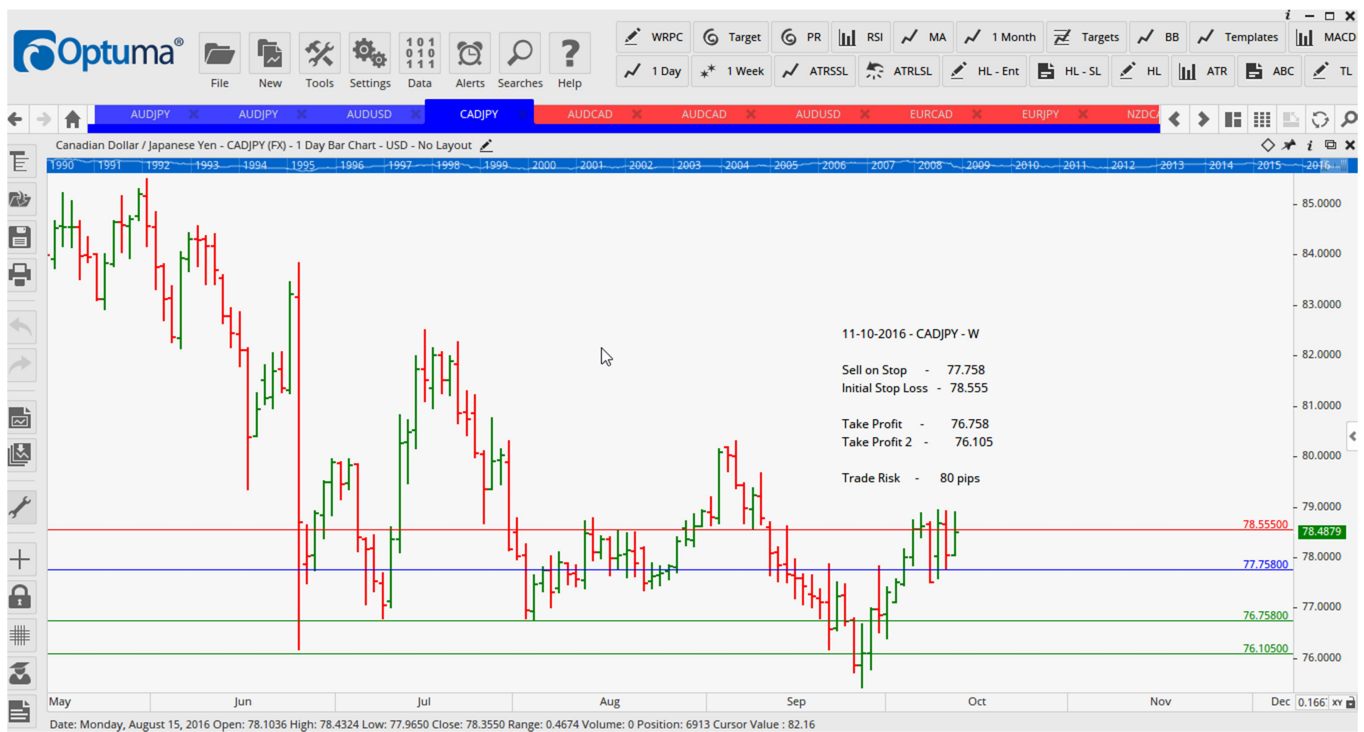 Optuma®
File New Tools Settings Data Alerts Searches Help
101
010
111
WRPC Target PR RSI MA 1 Month Targets BB Templates MACD
1 Day 1 Week ATRSSL ATRLSL HL - Ent HL - SL HL ATR ABC TL
AUDJPY AUDJPY AUDUSD CADJPY AUDCAD AUDCAD AUDUSD EURCAD EURJPY NZDCA
Canadian Dollar / Japanese Yen - CADJPY (FX) - 1 Day Bar Chart - USD - No Layout
1990 1991 1992 1993 1994 1995 1996 1997 1998 1999 2000 2001 2002 2003 2004 2005 2006 2007 2008 2009 2010 2011 2012 2013 2014 2015 2016
85.0000
84.0000
83.0000
11-10-2016 - CADJPY - W
82.0000
Sell on Stop - 77.758
Initial Stop Loss - 78.555
81.0000
Take Profit - 76.758
Take Profit 2 - 76.105
80.0000
Trade Risk - 80 pips
79.0000
78.55500
78.4879
78.0000
77.75800
77.0000
76.75800
76.10500
76.0000
May Jun Jul Aug Sep Oct Nov Dec 0.166 XY
Date: Monday, August 15, 2016 Open: 78.1036 High: 78.4324 Low: 77.9650 Close: 78.3550 Range: 0.4674 Volume: 0 Position: 6913 Cursor Value : 82.16